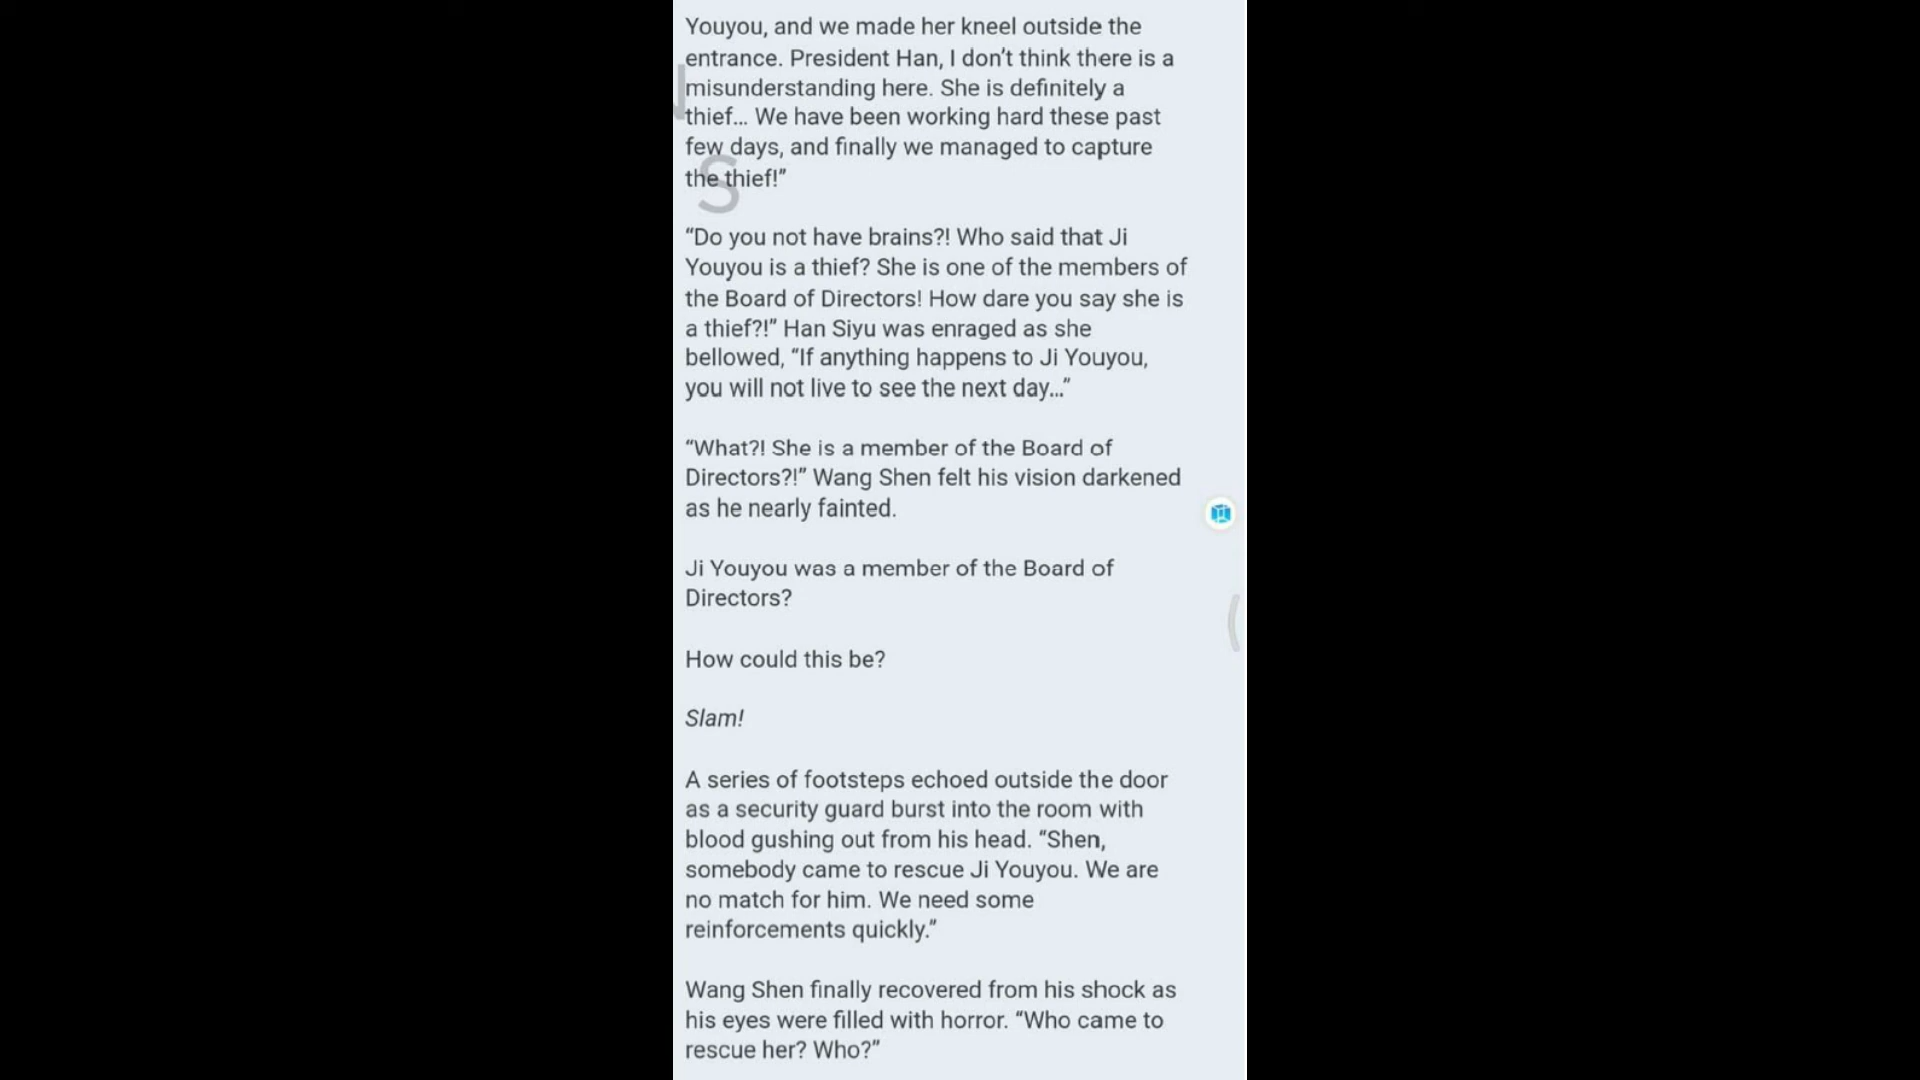 Youyou, and we made her kneel outside the
entrance. President Han, I don’t think there is a
misunderstanding here. She is definitely a
thief... We have been working hard these past
few days, and finally we managed to capture
the thief!”
S
“Do you not have brains?! Who said that Ji
Youyou is a thief? She is one of the members of
the Board of Directors! How dare you say she is
a thief?!” Han Siyu was enraged as she
bellowed, “If anything happens to Ji Youyou,
you will not live to see the next day...”
“What?! She is a member of the Board of
Directors?!” Wang Shen felt his vision darkened
as he nearly fainted.
Ji Youyou was a member of the Board of
Directors?
How could this be?
Slam!
A series of footsteps echoed outside the door
as a security guard burst into the room with
blood gushing out from his head. “Shen,
somebody came to rescue Ji Youyou. We are
no match for him. We need some
reinforcements quickly.”
Wang Shen finally recovered from his shock as
his eyes were filled with horror. “Who came to
rescue her? Who?”